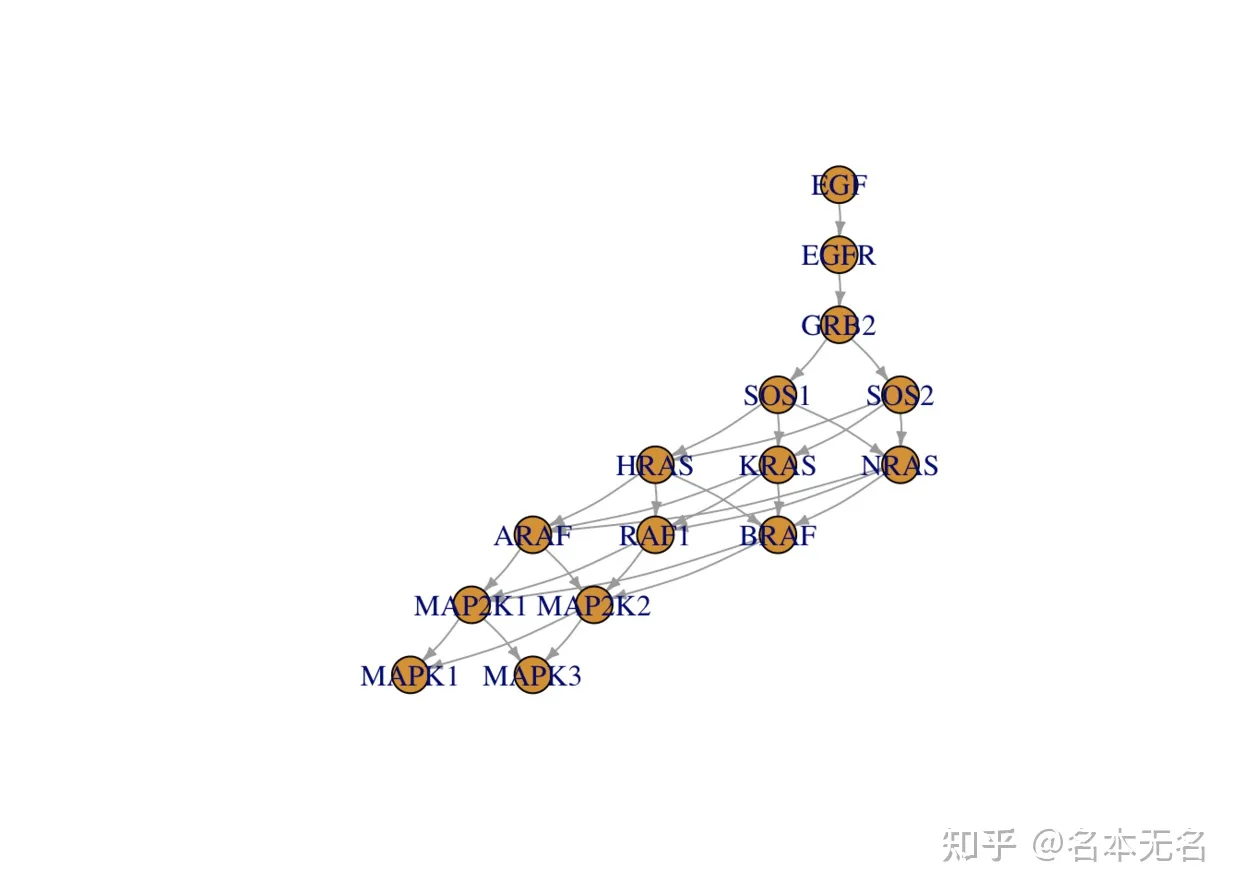 EGF
EGFR
GRB2
SOS1 SOS2
HRAS KRAS NRAS
ARAF RAF1 BRAF
MAP2K1 MAP2K2
MAPK1 MAPK3
知乎 @名本无名